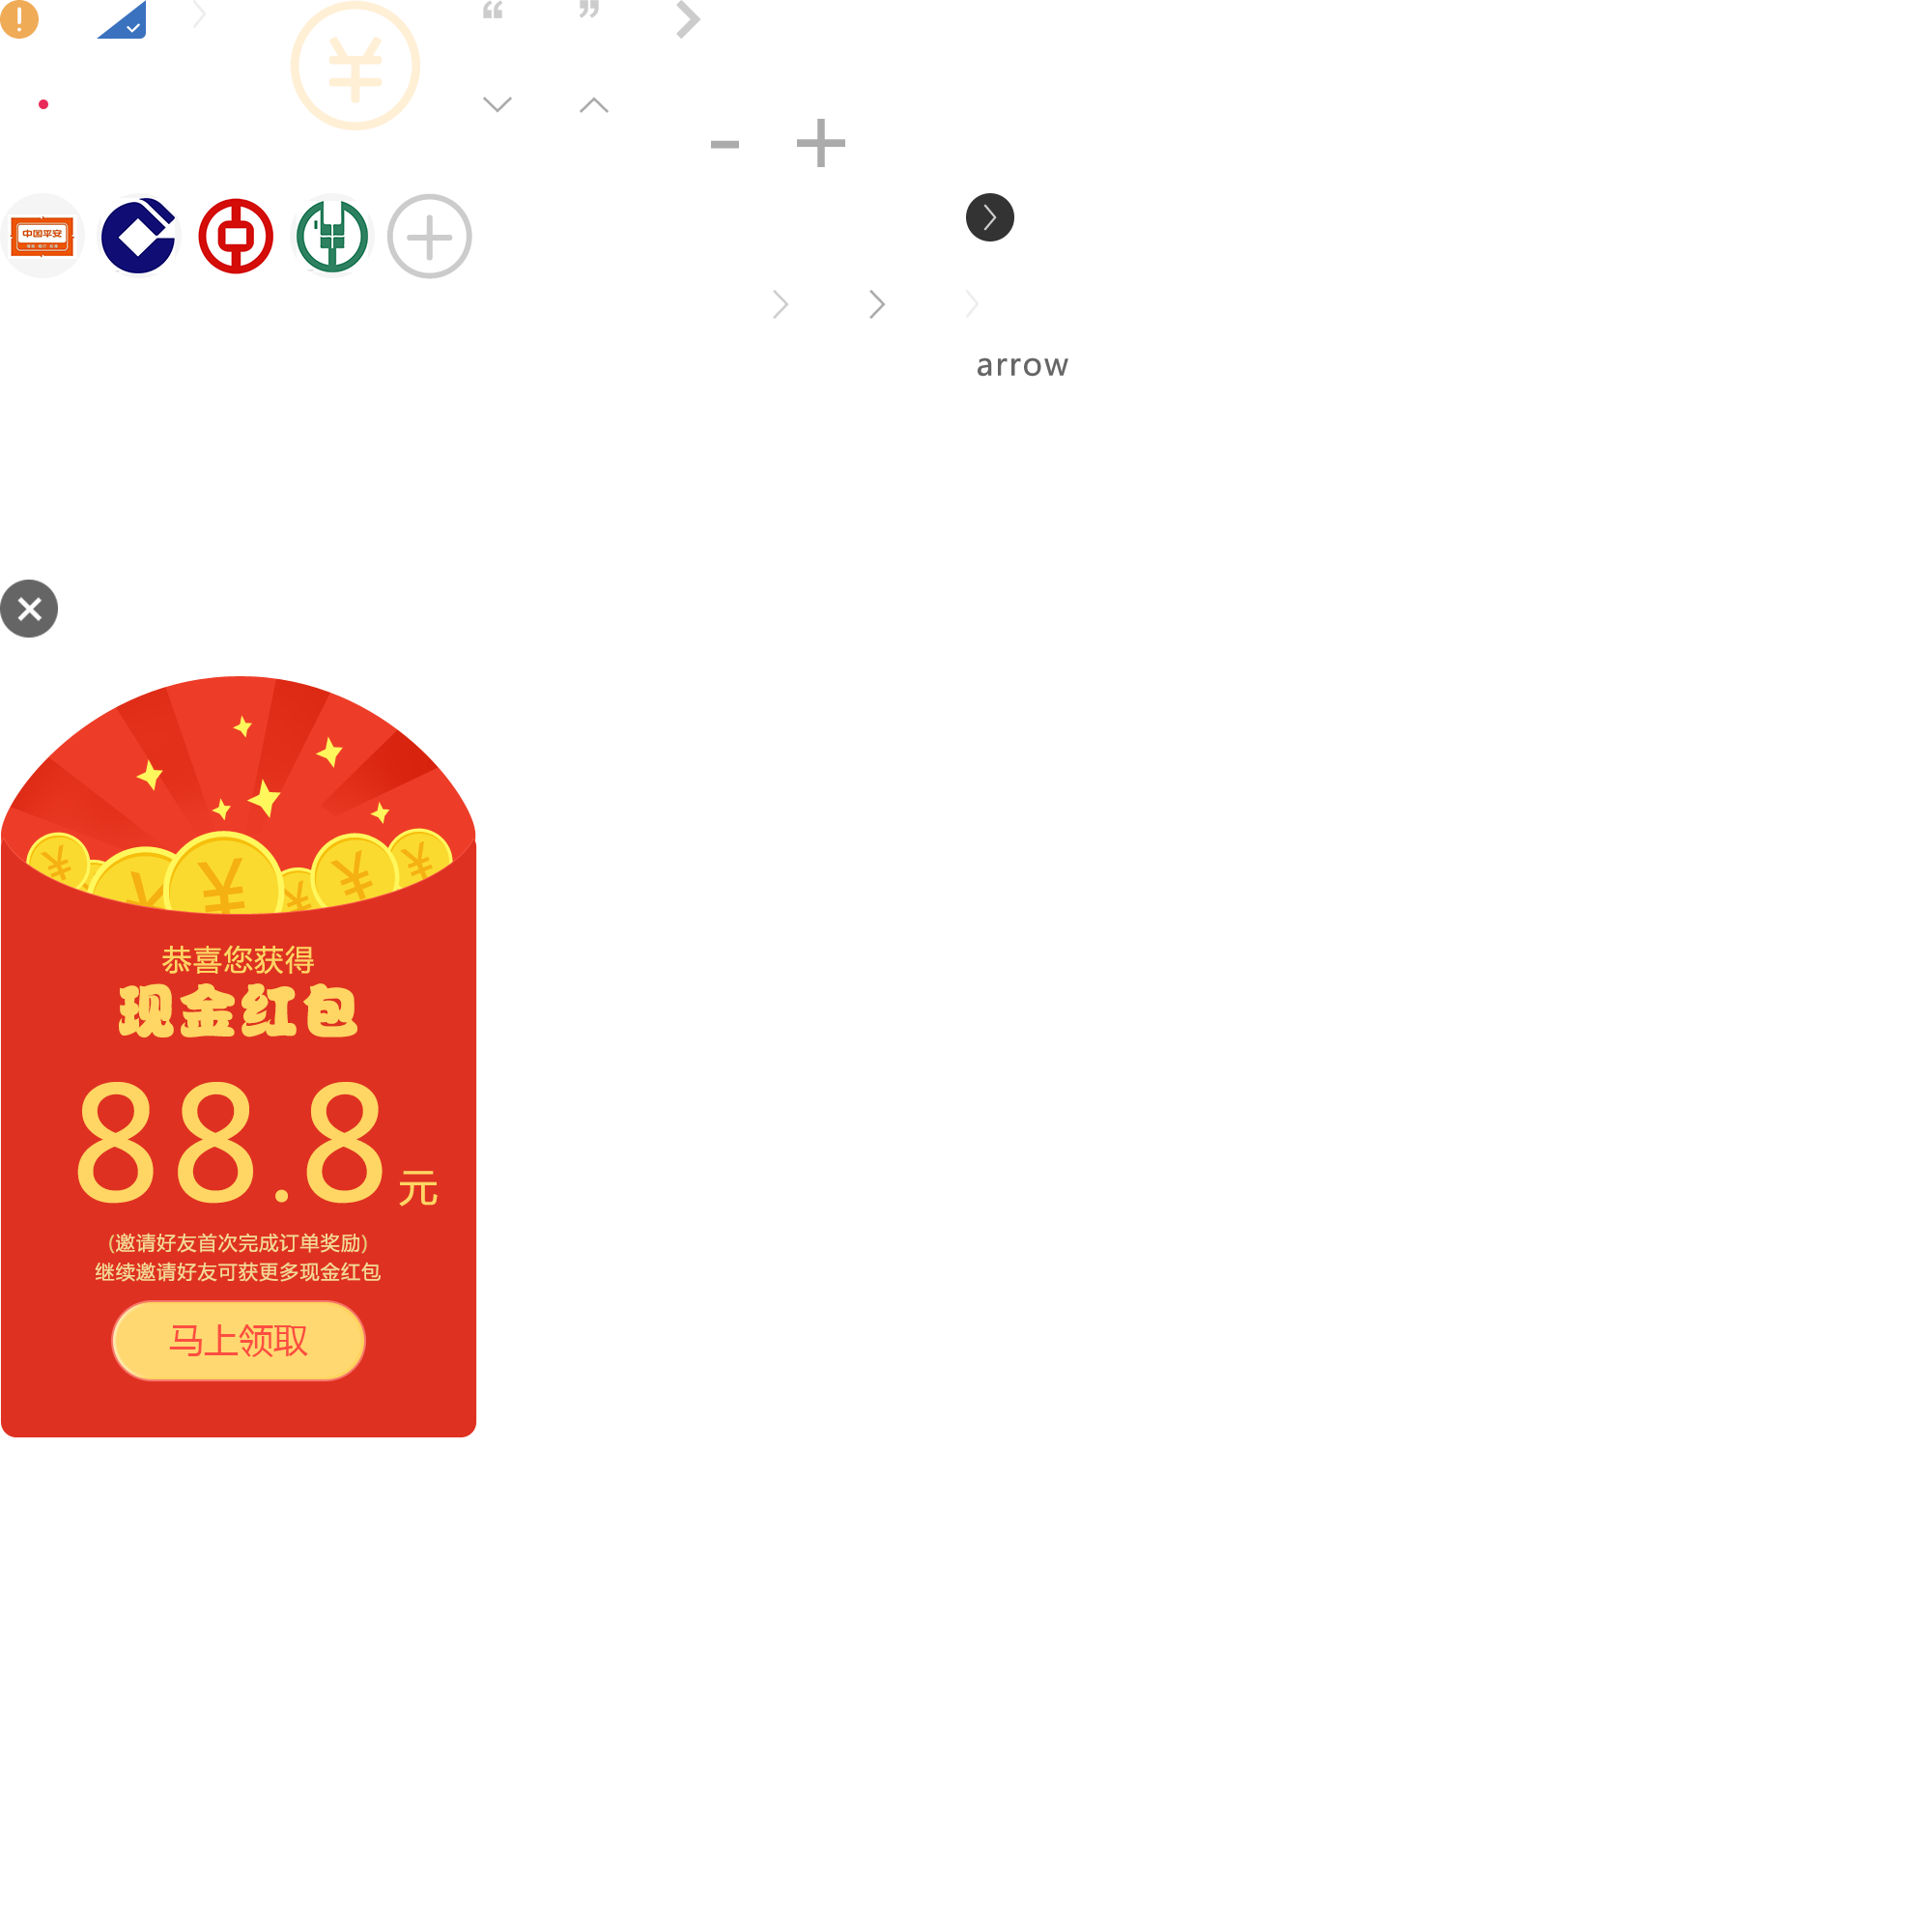 中国平安
arrow
恭喜您获得
现金红包
88.8元
(邀请好友首次完成订单奖励)
继续邀请好友可获更多现金红包
马上领取